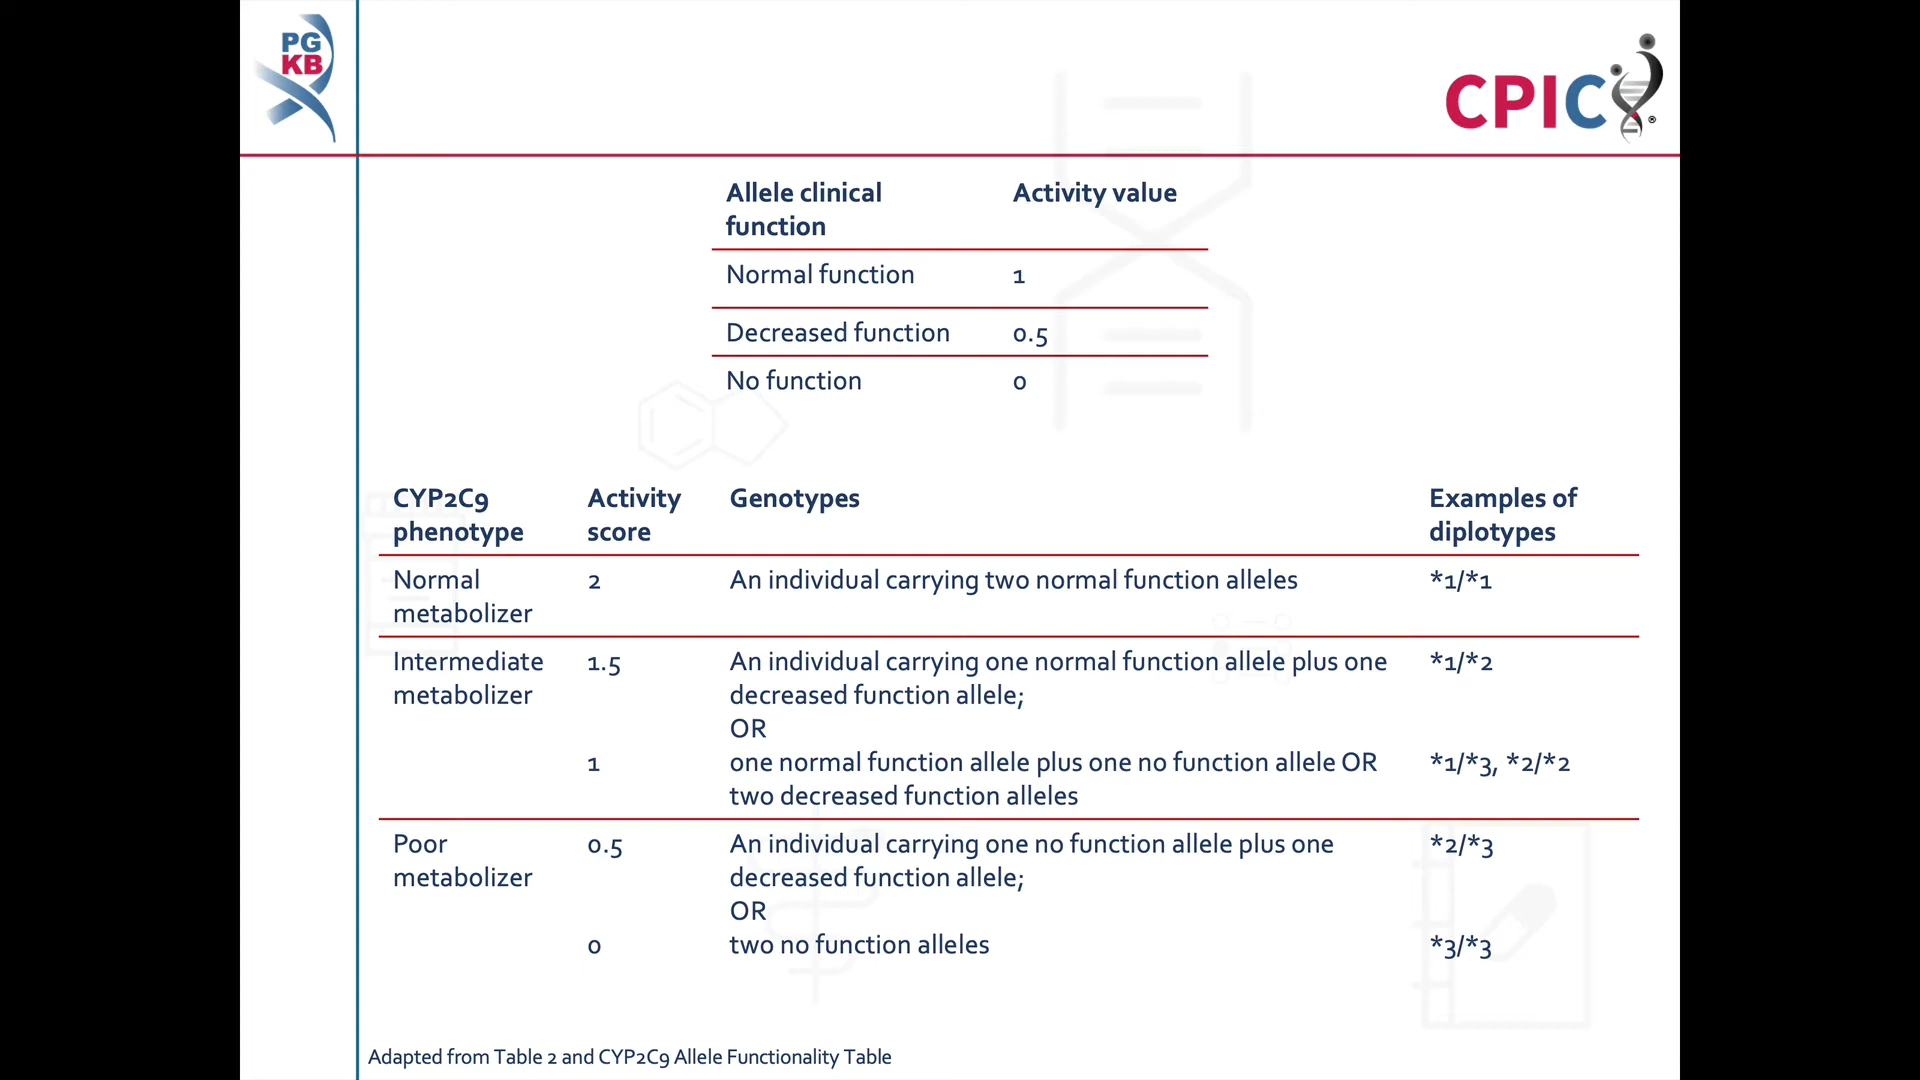 PG
KB
CPIC®
Allele clinical Activity value
function
Normal function 1
Decreased function 0.5
No function 0
CYP2C9 Activity Genotypes Examples of
phenotype score diplotypes
Normal 2 An individual carrying two normal function alleles *1/*1
metabolizer
Intermediate 1.5 An individual carrying one normal function allele plus one *1/*2
metabolizer decreased function allele;
OR
1 one normal function allele plus one no function allele OR *1/*3, *2/*2
two decreased function alleles
Poor 0.5 An individual carrying one no function allele plus one *2/*3
metabolizer decreased function allele;
OR
0 two no function alleles *3/*3
Adapted from Table 2 and CYP2C9 Allele Functionality Table